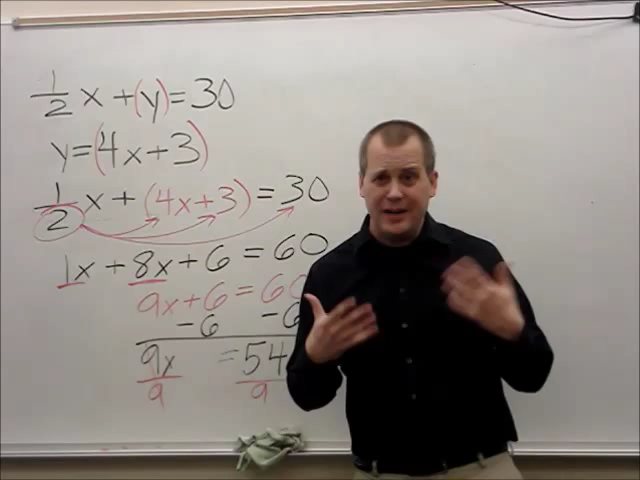 1/2 x + (y) = 30
y = (4x + 3)
1/2 x + (4x + 3) = 30
1x + 8x + 6 = 60
9x + 6 = 60
-6 -6
9x = 54
9 9